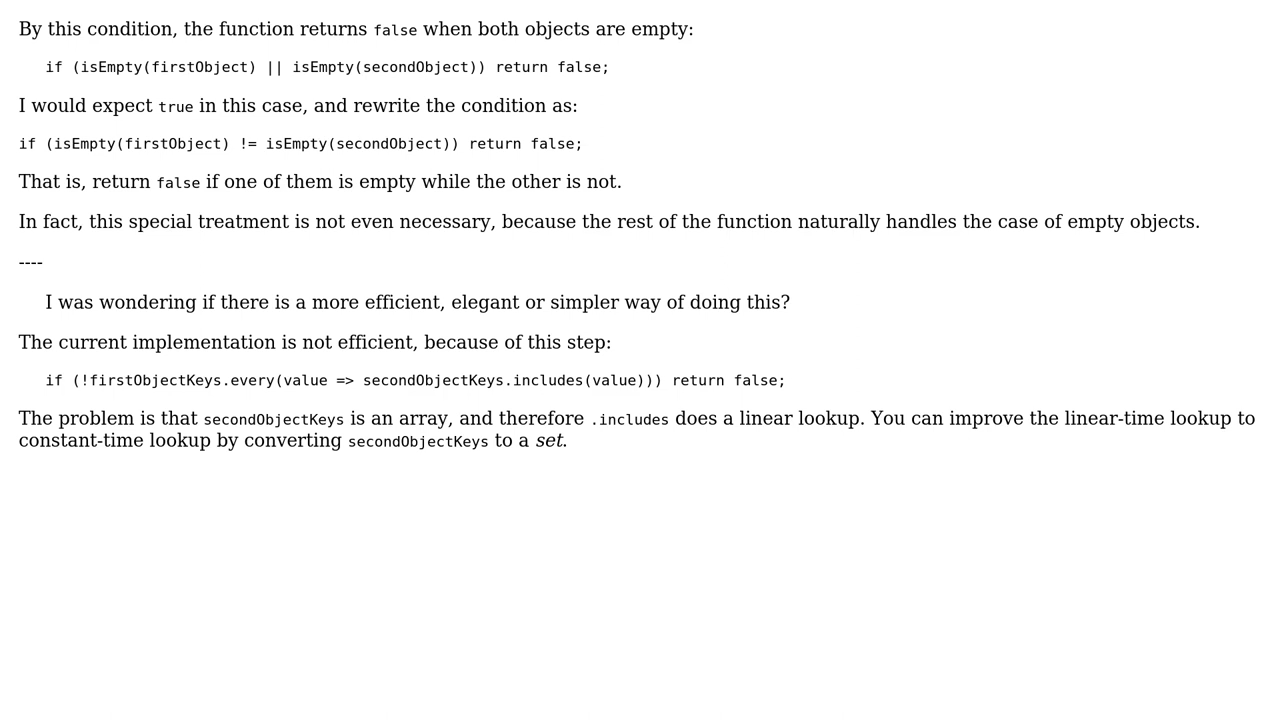 By this condition, the function returns false when both objects are empty:
if (isEmpty(firstObject) || isEmpty(secondObject)) return false;
I would expect true in this case, and rewrite the condition as:
if (isEmpty(firstObject) != isEmpty(secondObject)) return false;
That is, return false if one of them is empty while the other is not.
In fact, this special treatment is not even necessary, because the rest of the function naturally handles the case of empty objects.
----
I was wondering if there is a more efficient, elegant or simpler way of doing this?
The current implementation is not efficient, because of this step:
if (!firstObjectKeys.every(value => secondObjectKeys.includes(value))) return false;
The problem is that secondObjectKeys is an array, and therefore .includes does a linear lookup. You can improve the linear-time lookup to
constant-time lookup by converting secondObjectKeys to a set.